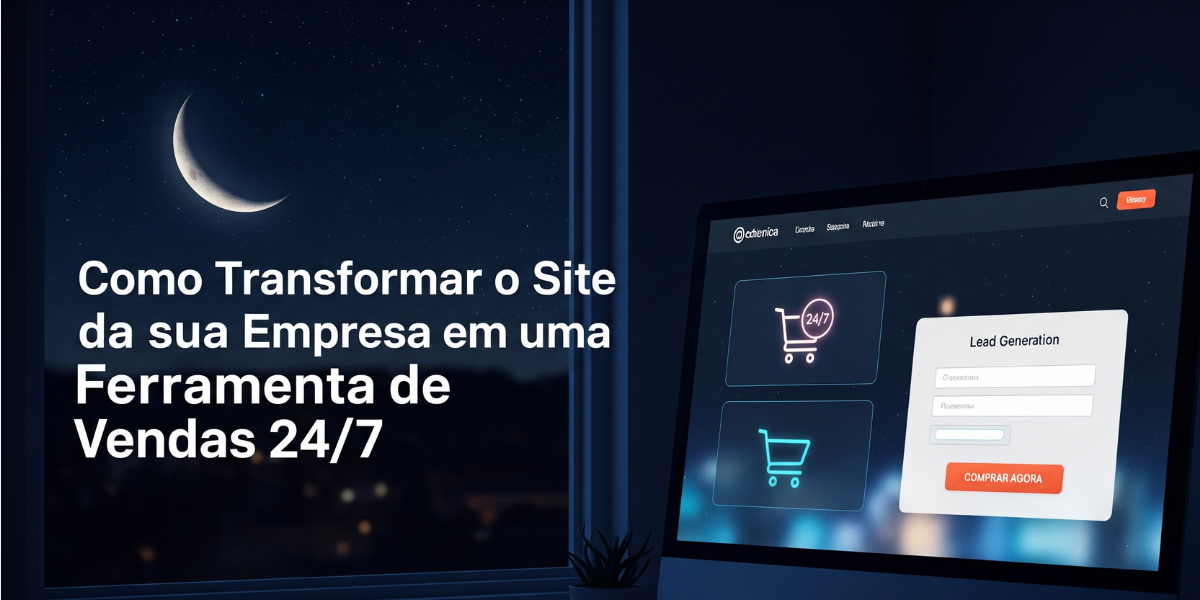 Como Transformar o Site
da sua Empresa em uma
Ferramenta de
Vendas 24/7
24/7
Lead Generation
COMPRAR AGORA